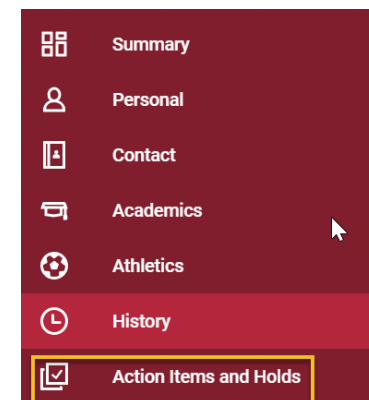 Summary
Personal
Contact
Academics
Athletics
History
Action Items and Holds